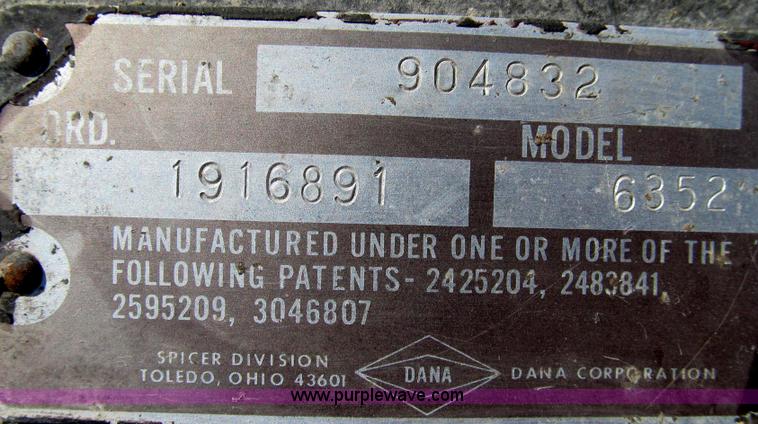 SERIAL 904832
ORD. MODEL
1916891 6352
MANUFACTURED UNDER ONE OR MORE OF THE
FOLLOWING PATENTS- 2425204, 2483841,
2595209, 3046807
SPICER DIVISION
TOLEDO, OHIO 43601 DANA DANA CORPORATION
www.purplewave.com